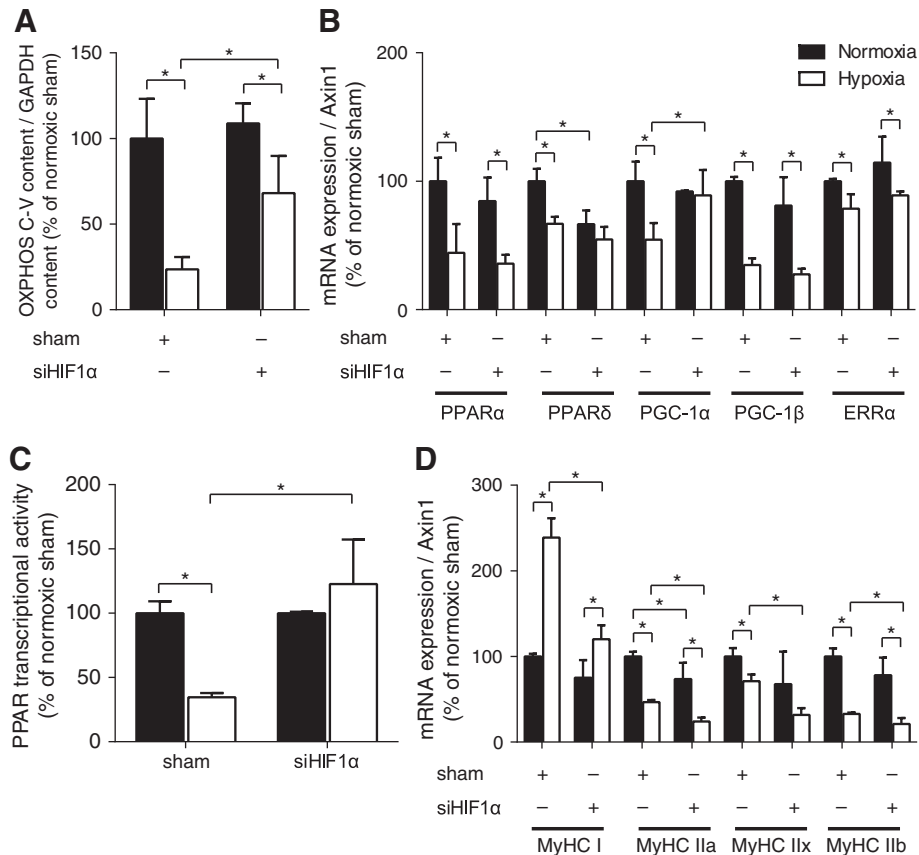 A
OXPHOS C-V content / GAPDH
content (% of normoxic sham)
150
100
50
0
*
*
*
sham
+
–
siHIF1α
–
+
B
mRNA expression / Axin1
(% of normoxic sham)
200
100
0
Normoxia
Hypoxia
*
*
*
*
*
*
*
*
*
*
sham
+ – + – + – + – + –
siHIF1α
– + – + – + – + – +
PPARα PPARδ PGC-1α PGC-1β ERRα
C
PPAR transcriptional activity
(% of normoxic sham)
200
150
100
50
0
*
*
sham siHIF1α
D
mRNA expression / Axin1
(% of normoxic sham)
300
200
100
0
*
*
*
*
*
*
*
*
*
*
*
*
sham
+ – + – + – + –
siHIF1α
– + – + – + – +
MyHC I MyHC IIa MyHC IIx MyHC IIb